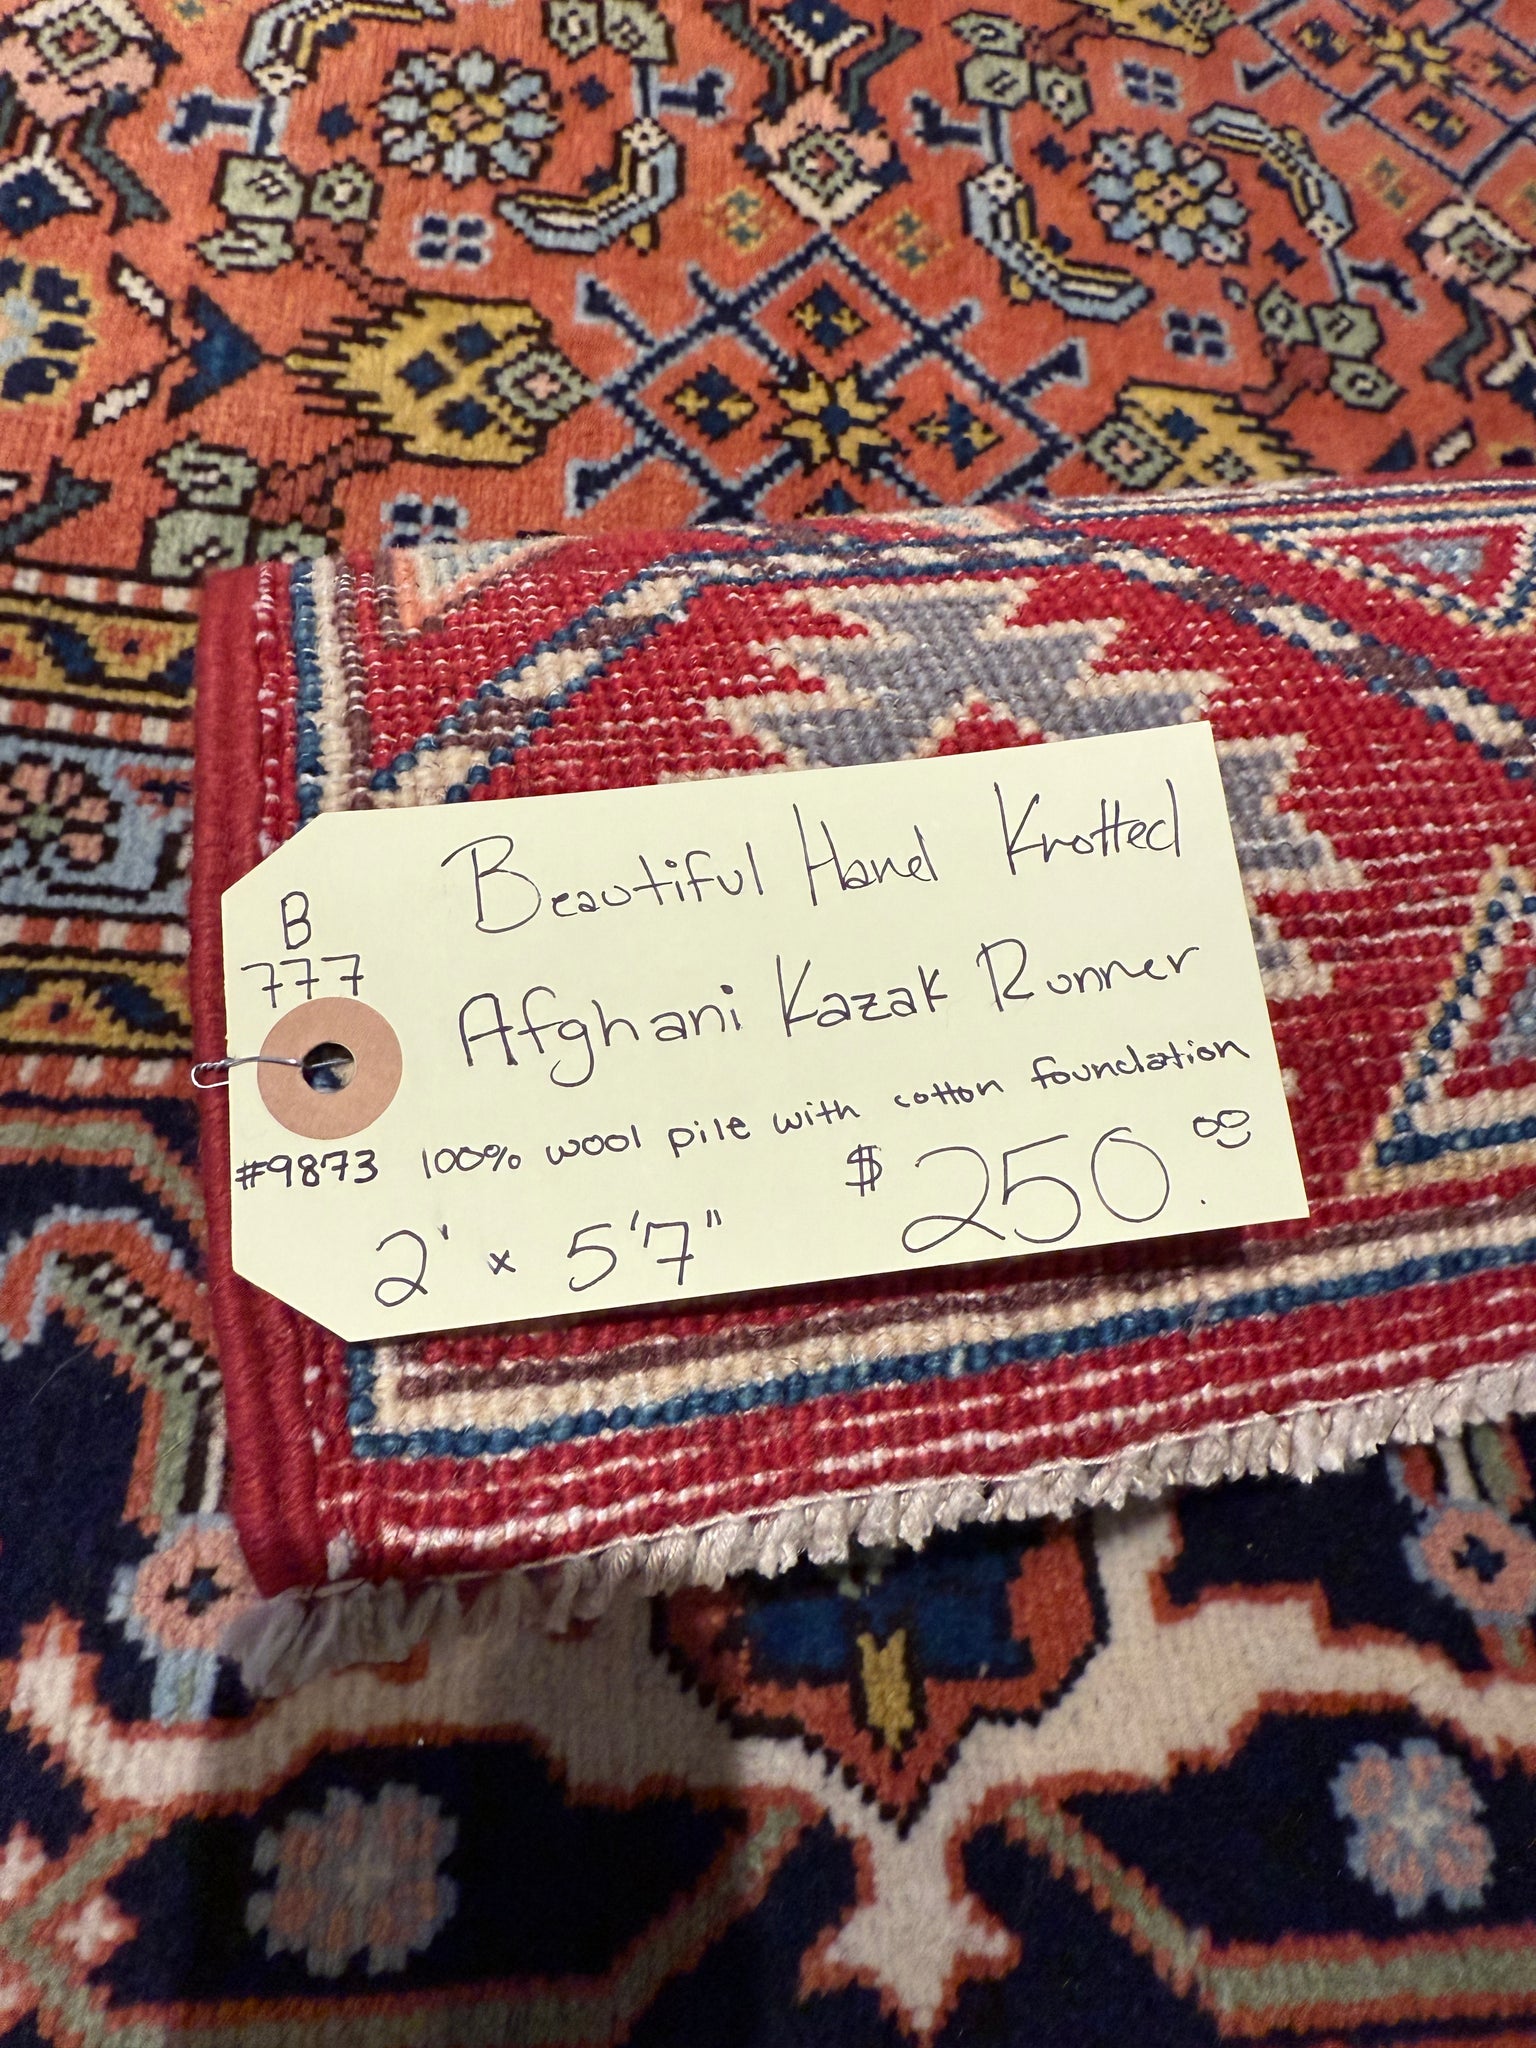 B
777
#9873
Beautiful Hand Knotted
Afghani Kazak Runner
100% wool pile with cotton foundation
2' x 5'7" $250.00